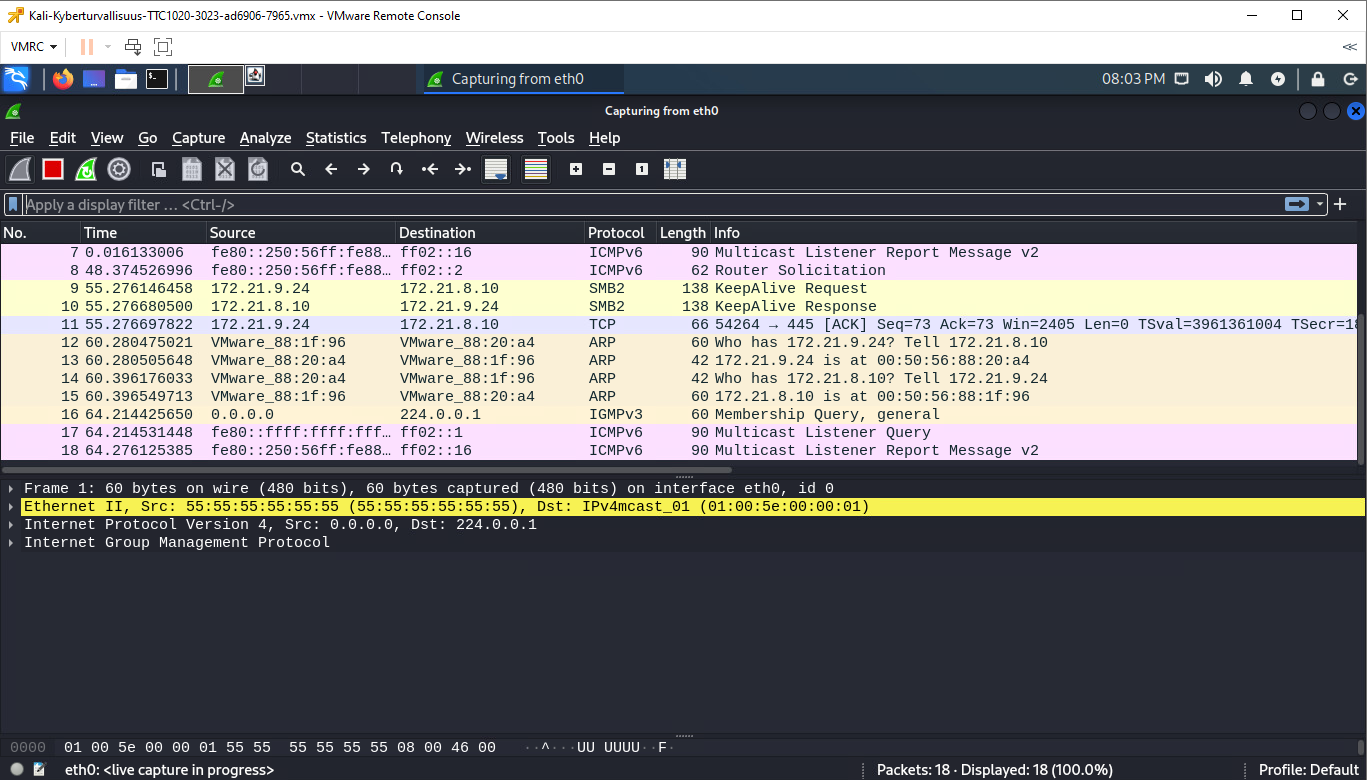 Kali-Kyberturvallisuus-TTC1020-3023-ad6906-7965.vmx - VMware Remote Console
VMRC
Capturing from eth0 08:03 PM
Capturing from eth0
File Edit View Go Capture Analyze Statistics Telephony Wireless Tools Help
Apply a display filter … <Ctrl-/>
No. Time Source Destination Protocol Length Info
7 0.016133006 fe80::250:56ff:fe88… ff02::16 ICMPv6 90 Multicast Listener Report Message v2
8 48.374526996 fe80::250:56ff:fe88… ff02::2 ICMPv6 62 Router Solicitation
9 55.276146458 172.21.9.24 172.21.8.10 SMB2 138 KeepAlive Request
10 55.276680500 172.21.8.10 172.21.9.24 SMB2 138 KeepAlive Response
11 55.276697822 172.21.9.24 172.21.8.10 TCP 66 54264 → 445 [ACK] Seq=73 Ack=73 Win=2405 Len=0 TSval=3961361004 TSecr=18
12 60.280475021 VMware_88:1f:96 VMware_88:20:a4 ARP 60 Who has 172.21.9.24? Tell 172.21.8.10
13 60.280505648 VMware_88:20:a4 VMware_88:1f:96 ARP 42 172.21.9.24 is at 00:50:56:88:20:a4
14 60.396176033 VMware_88:20:a4 VMware_88:1f:96 ARP 42 Who has 172.21.8.10? Tell 172.21.9.24
15 60.396549713 VMware_88:1f:96 VMware_88:20:a4 ARP 60 172.21.8.10 is at 00:50:56:88:1f:96
16 64.214425650 0.0.0.0 224.0.0.1 IGMPv3 60 Membership Query, general
17 64.214531448 fe80::ffff:ffff:fff… ff02::1 ICMPv6 90 Multicast Listener Query
18 64.276125385 fe80::250:56ff:fe88… ff02::16 ICMPv6 90 Multicast Listener Report Message v2
Frame 1: 60 bytes on wire (480 bits), 60 bytes captured (480 bits) on interface eth0, id 0
Ethernet II, Src: 55:55:55:55:55:55 (55:55:55:55:55:55), Dst: IPv4mcast_01 (01:00:5e:00:00:01)
Internet Protocol Version 4, Src: 0.0.0.0, Dst: 224.0.0.1
Internet Group Management Protocol
0000 01 00 5e 00 00 01 55 55 55 55 55 55 08 00 46 00 ··^···UU UUUU··F·
eth0: <live capture in progress> Packets: 18 · Displayed: 18 (100.0%) Profile: Default